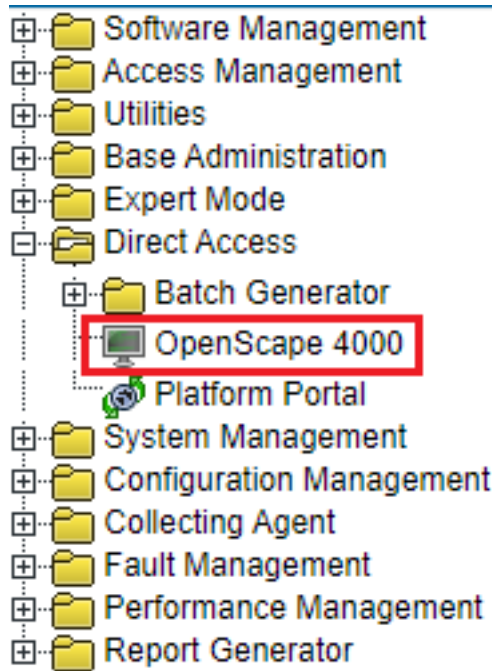 Software Management
Access Management
Utilities
Base Administration
Expert Mode
Direct Access
Batch Generator
OpenScape 4000
Platform Portal
System Management
Configuration Management
Collecting Agent
Fault Management
Performance Management
Report Generator